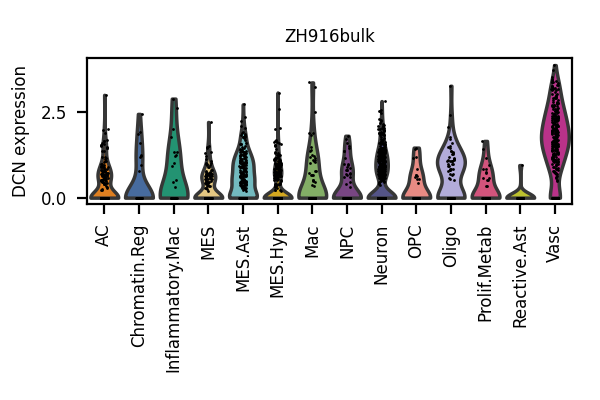 ZH916bulk
DCN expression
2.5
0.0
AC
Chromatin.Reg
Inflammatory.Mac
MES
MES.Ast
MES.Hyp
Mac
NPC
Neuron
OPC
Oligo
Prolif.Metab
Reactive.Ast
Vasc